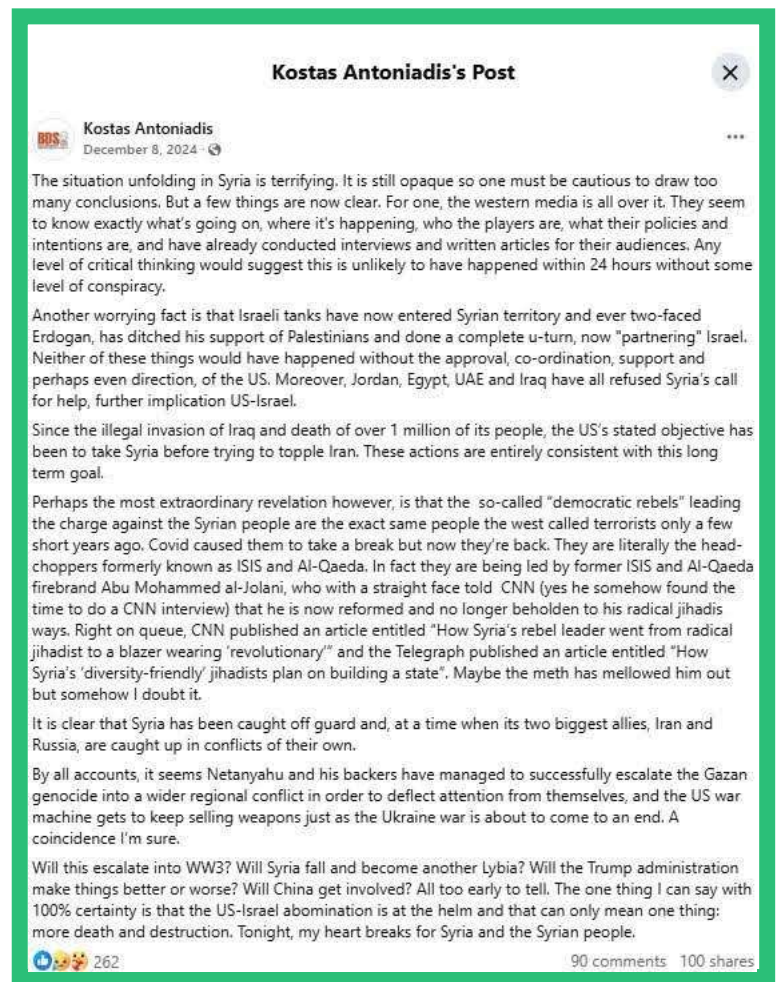 Kostas Antoniadis's Post
BDS
Kostas Antoniadis
December 8, 2024 ·
The situation unfolding in Syria is terrifying. It is still opaque so one must be cautious to draw too
many conclusions. But a few things are now clear. For one, the western media is all over it. They seem
to know exactly what's going on, where it's happening, who the players are, what their policies and
intentions are, and have already conducted interviews and written articles for their audiences. Any
level of critical thinking would suggest this is unlikely to have happened within 24 hours without some
level of conspiracy.
Another worrying fact is that Israeli tanks have now entered Syrian territory and ever two-faced
Erdogan, has ditched his support of Palestinians and done a complete u-turn, now "partnering" Israel.
Neither of these things would have happened without the approval, co-ordination, support and
perhaps even direction, of the US. Moreover, Jordan, Egypt, UAE and Iraq have all refused Syria's call
for help, further implication US-Israel.
Since the illegal invasion of Iraq and death of over 1 million of its people, the US's stated objective has
been to take Syria before trying to topple Iran. These actions are entirely consistent with this long
term goal.
Perhaps the most extraordinary revelation however, is that the so-called "democratic rebels" leading
the charge against the Syrian people are the exact same people the west called terrorists only a few
short years ago. Covid caused them to take a break but now they're back. They are literally the head-
choppers formerly known as ISIS and Al-Qaeda. In fact they are being led by former ISIS and Al-Qaeda
firebrand Abu Mohammed al-Jolani, who with a straight face told CNN (yes he somehow found the
time to do a CNN interview) that he is now reformed and no longer beholden to his radical jihadis
ways. Right on queue, CNN published an article entitled "How Syria's rebel leader went from radical
jihadist to a blazer wearing 'revolutionary'" and the Telegraph published an article entitled "How
Syria's 'diversity-friendly' jihadists plan on building a state". Maybe the meth has mellowed him out
but somehow I doubt it.
It is clear that Syria has been caught off guard and, at a time when its two biggest allies, Iran and
Russia, are caught up in conflicts of their own.
By all accounts, it seems Netanyahu and his backers have managed to successfully escalate the Gazan
genocide into a wider regional conflict in order to deflect attention from themselves, and the US war
machine gets to keep selling weapons just as the Ukraine war is about to come to an end. A
coincidence I'm sure.
Will this escalate into WW3? Will Syria fall and become another Lybia? Will the Trump administration
make things better or worse? Will China get involved? All too early to tell. The one thing I can say with
100% certainty is that the US-Israel abomination is at the helm and that can only mean one thing:
more death and destruction. Tonight, my heart breaks for Syria and the Syrian people.
262 90 comments 100 shares